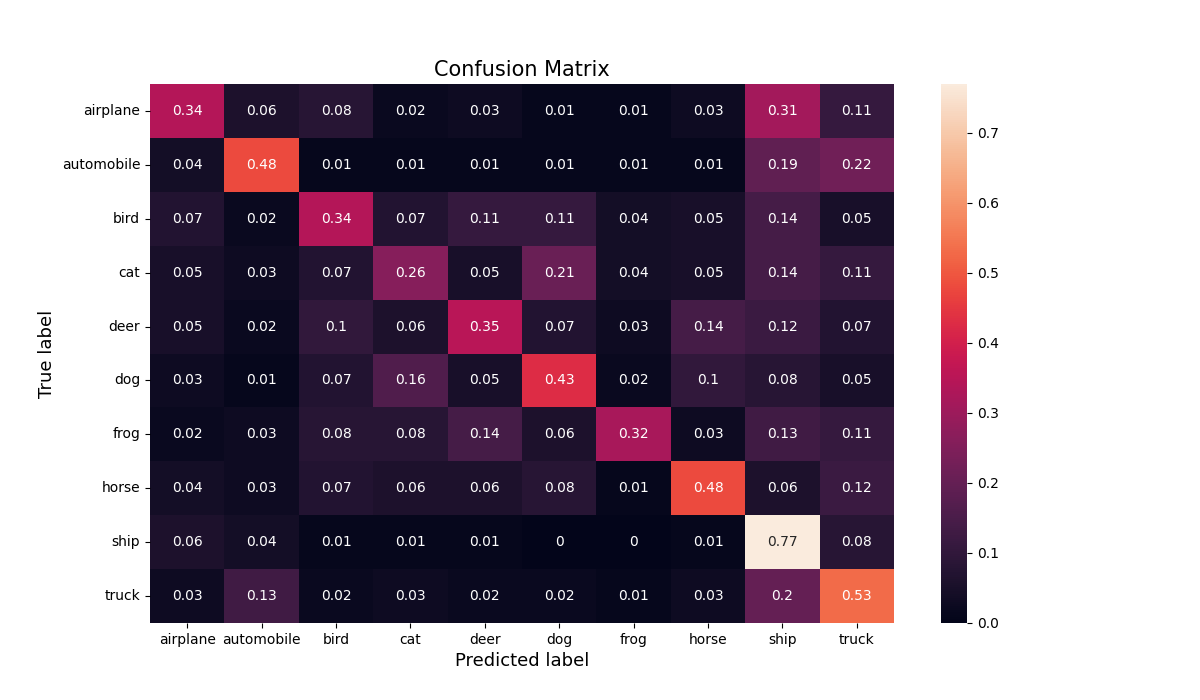 Confusion Matrix
airplane 0.34 0.06 0.08 0.02 0.03 0.01 0.01 0.03 0.31 0.11
automobile 0.04 0.48 0.01 0.01 0.01 0.01 0.01 0.01 0.19 0.22
bird 0.07 0.02 0.34 0.07 0.11 0.11 0.04 0.05 0.14 0.05
cat 0.05 0.03 0.07 0.26 0.05 0.21 0.04 0.05 0.14 0.11
deer 0.05 0.02 0.1 0.06 0.35 0.07 0.03 0.14 0.12 0.07
dog 0.03 0.01 0.07 0.16 0.05 0.43 0.02 0.1 0.08 0.05
frog 0.02 0.03 0.08 0.08 0.14 0.06 0.32 0.03 0.13 0.11
horse 0.04 0.03 0.07 0.06 0.06 0.08 0.01 0.48 0.06 0.12
ship 0.06 0.04 0.01 0.01 0.01 0 0 0.01 0.77 0.08
truck 0.03 0.13 0.02 0.03 0.02 0.02 0.01 0.03 0.2 0.53
airplane automobile bird cat deer dog frog horse ship truck
Predicted label
True label
0.7
0.6
0.5
0.4
0.3
0.2
0.1
0.0